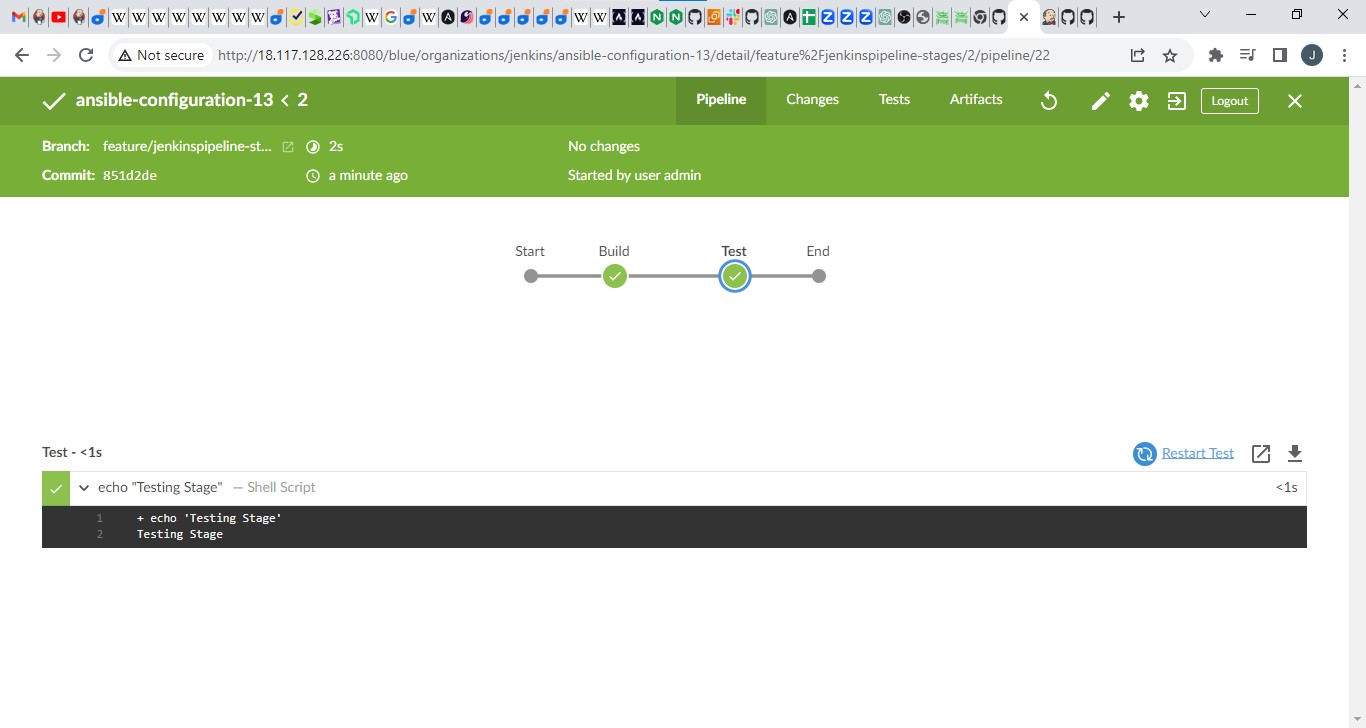 Not secure
http://18.117.128.226:8080/blue/organizations/jenkins/ansible-configuration-13/detail/feature%2Fjenkinspipeline-stages/2/pipeline/22
J
ansible-configuration-13 < 2
Pipeline
Changes
Tests
Artifacts
Logout
Branch: feature/jenkinspipeline-st...
2s
No changes
Commit: 851d2de
a minute ago
Started by user admin
Start
Build
Test
End
Test - <1s
Restart Test
echo "Testing Stage" — Shell Script
<1s
1 + echo 'Testing Stage'
2 Testing Stage